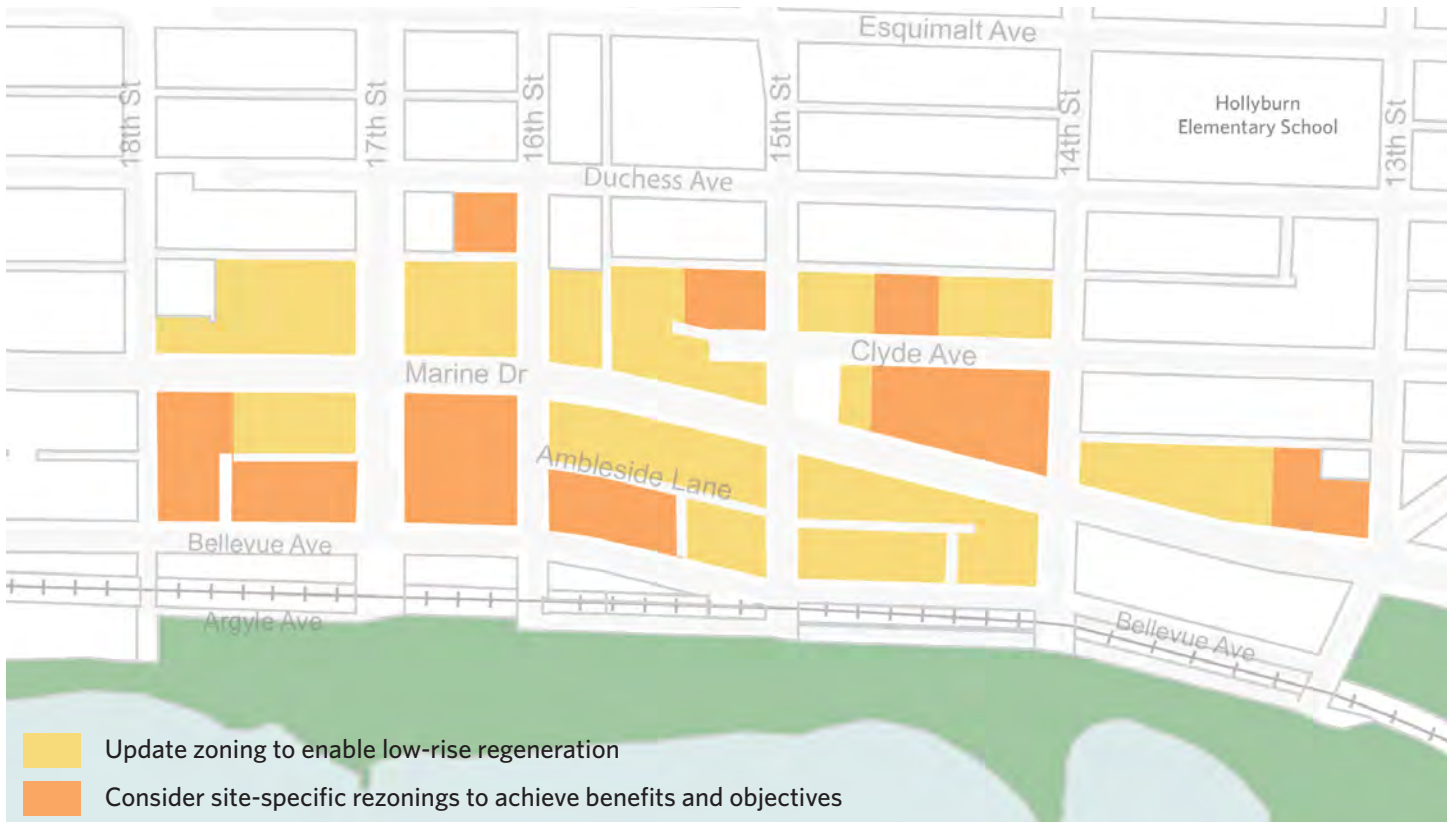 Esquimalt Ave
18th St
17th St
16th St
15th St
14th St
13th St
Hollyburn
Elementary School
Duchess Ave
Clyde Ave
Marine Dr
Ambleside Lane
Bellevue Ave
Argyle Ave
Bellevue Ave
Update zoning to enable low-rise regeneration
Consider site-specific rezonings to achieve benefits and objectives